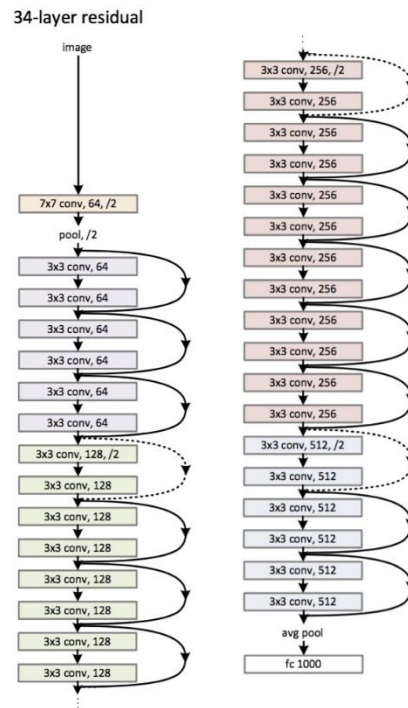 34-layer residual
image
7x7 conv, 64, /2
pool, /2
3x3 conv, 64
3x3 conv, 64
3x3 conv, 64
3x3 conv, 64
3x3 conv, 64
3x3 conv, 64
3x3 conv, 128, /2
3x3 conv, 128
3x3 conv, 128
3x3 conv, 128
3x3 conv, 128
3x3 conv, 128
3x3 conv, 128
3x3 conv, 128
3x3 conv, 256, /2
3x3 conv, 256
3x3 conv, 256
3x3 conv, 256
3x3 conv, 256
3x3 conv, 256
3x3 conv, 256
3x3 conv, 256
3x3 conv, 256
3x3 conv, 256
3x3 conv, 256
3x3 conv, 256
3x3 conv, 512, /2
3x3 conv, 512
3x3 conv, 512
3x3 conv, 512
3x3 conv, 512
3x3 conv, 512
avg pool
fc 1000